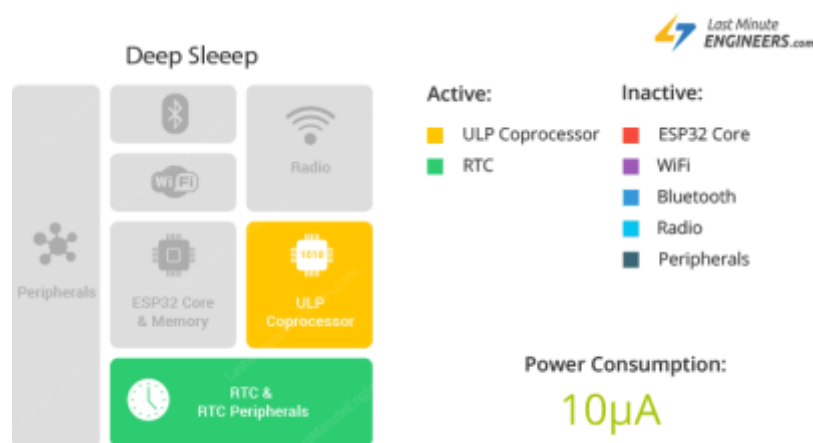 Last Minute
ENGINEERS.com
Deep Sleeep
Peripherals
WiFi
Radio
ESP32 Core
& Memory
1010
ULP
Coprocessor
RTC &
RTC Peripherals
Active:
ULP Coprocessor
RTC
Inactive:
ESP32 Core
WiFi
Bluetooth
Radio
Peripherals
Power Consumption:
10μA